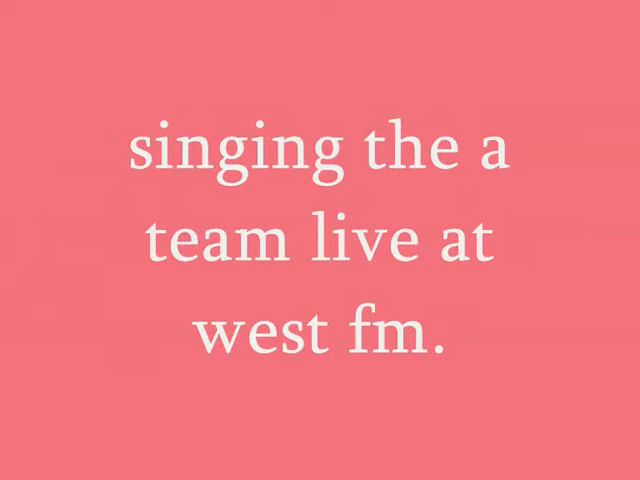 singing the a
team live at
west fm.